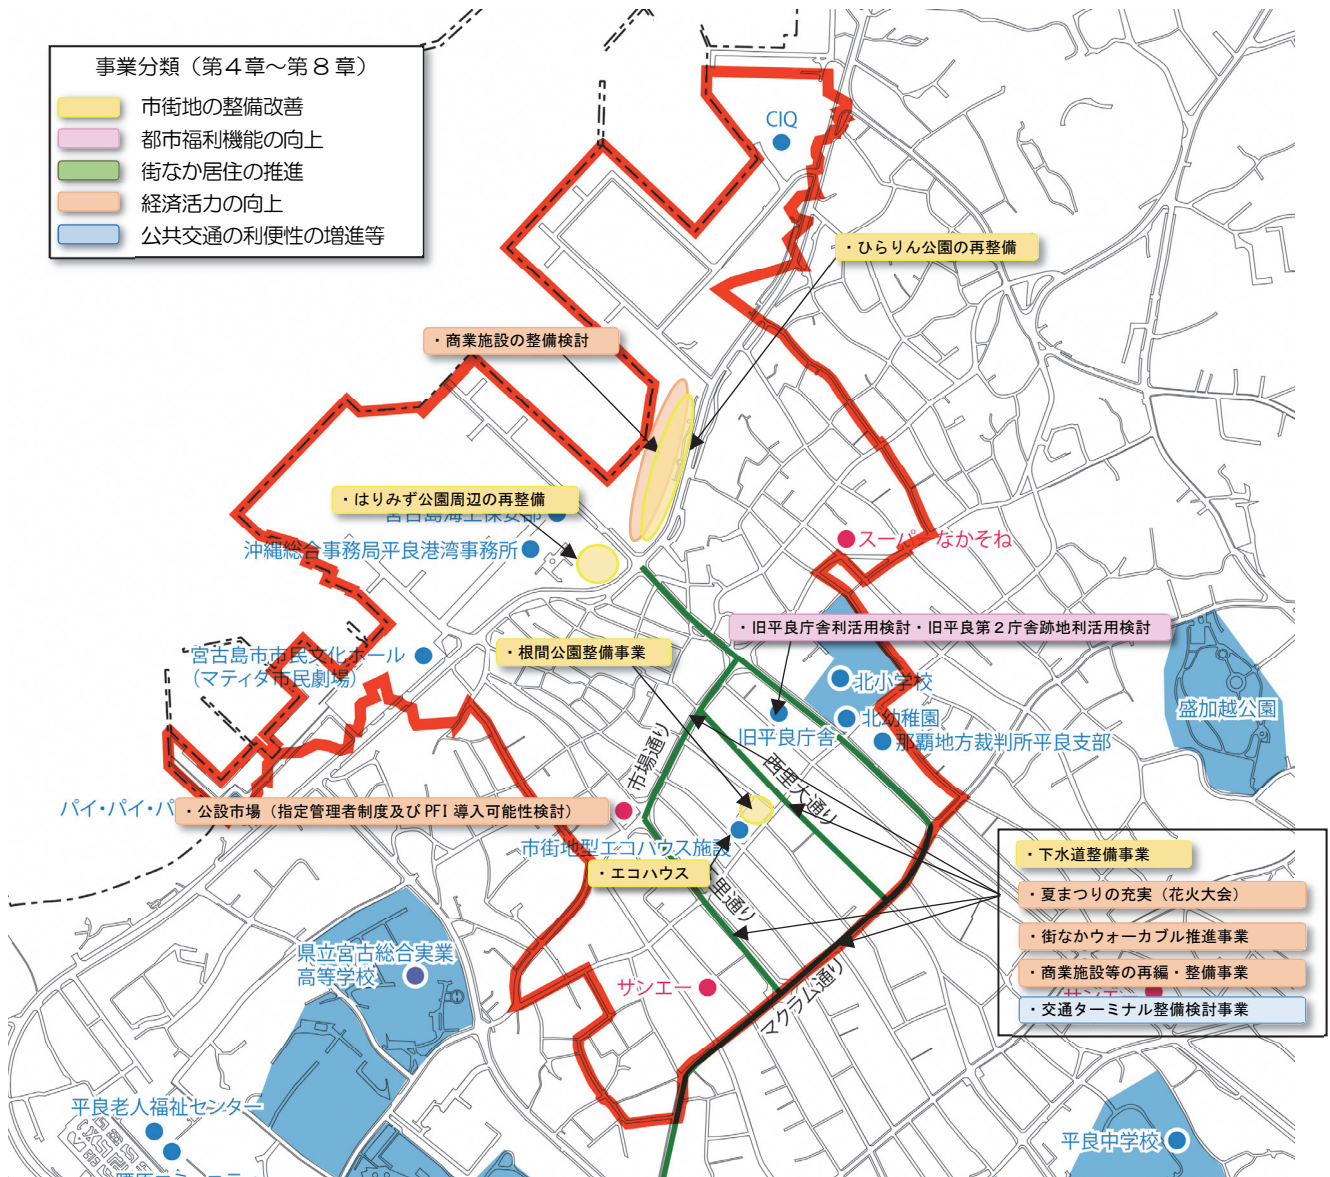 事業分類（第４章～第８章）
市街地の整備改善
都市福利機能の向上
街なか居住の推進
経済活力の向上
公共交通の利便性の増進等
CIQ
・ひらりん公園の再整備
・商業施設の整備検討
・はりみず公園周辺の再整備
宮古島海上保安部
沖縄総合事務局平良港湾事務所
スーパーなかそね
・旧平良庁舎利活用検討・旧平良第２庁舎跡地利活用検討
・根間公園整備事業
宮古島市市民文化ホール
（マティダ市民劇場）
北小学校
北幼稚園
盛加越公園
旧平良庁舎
那覇地方裁判所平良支部
市場通り
西里大通り
パイ・パイ・パ
・公設市場（指定管理者制度及びPFI 導入可能性検討）
市街地型エコハウス施設
・エコハウス
里通り
・下水道整備事業
・夏まつりの充実（花火大会）
・街なかウォーカブル推進事業
・商業施設等の再編・整備事業
・交通ターミナル整備検討事業
県立宮古総合実業
高等学校
サンエー
マクラム通り
平良老人福祉センター
平良中学校